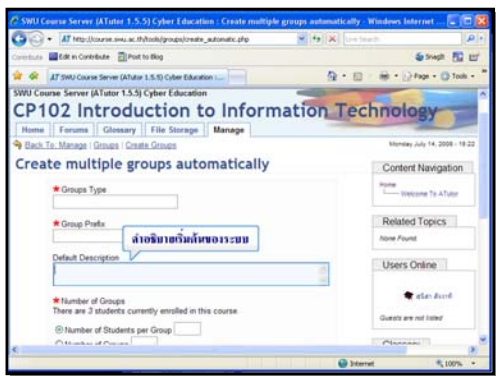 SWU Course Server (ATutor 1.5.5) Cyber Education : Create multiple groups automatically - Windows Internet ...
http://course.swu.ac.th/tools/groups/create_automatic.php
Live Search
Contribute Edit in Contribute Post to Blog
SnagIt
SWU Course Server (ATutor 1.5.5) Cyber Education : ...
Page Tools
SWU Course Server (ATutor 1.5.5) Cyber Education
CP102 Introduction to Information Technology
Home Forums Glossary File Storage Manage
Back To: Manage | Groups | Create Groups
Monday July 14, 2008 - 18:22
Create multiple groups automatically
Content Navigation
Home
Welcome To ATutor
Groups Type
Group Prefix
คำอธิบายเริ่มต้นของระบบ
Default Description
Related Topics
None Found
Users Online
Guests are not listed
Number of Groups
There are 3 students currently enrolled in this course.
Number of Students per Group
Number of Groups
Glossary
Internet
100%